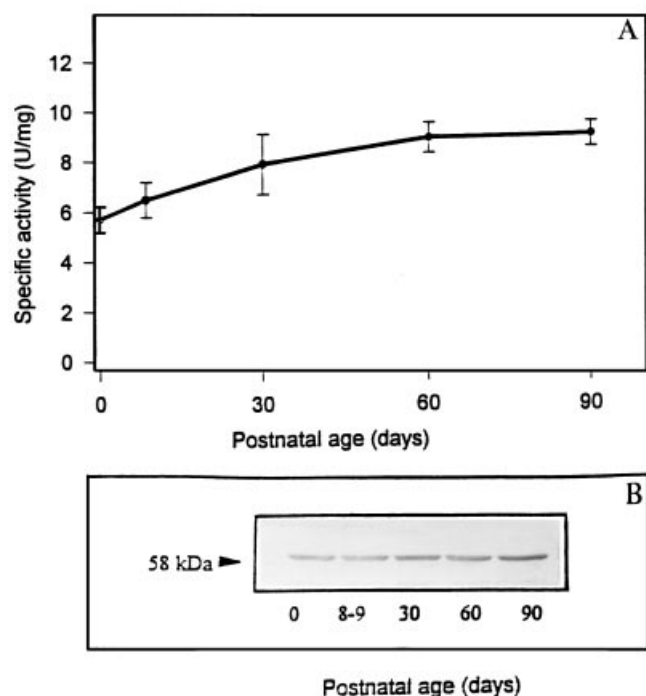 A
12
10
8
6
4
2
0
Specific activity (U/mg)
0 30 60 90
Postnatal age (days)
B
58 kDa
0 8-9 30 60 90
Postnatal age (days)